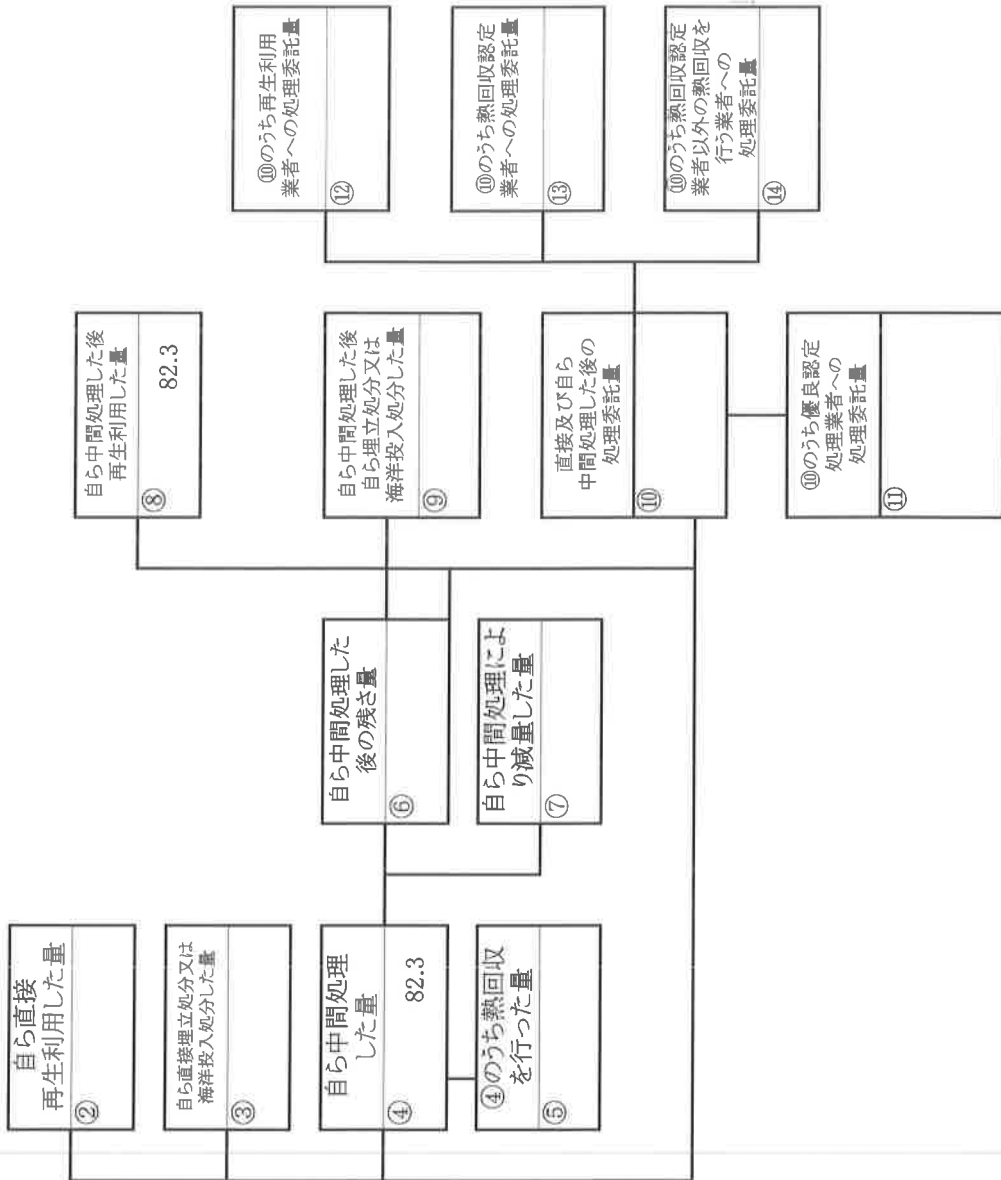 自ら直接
再生利用した量
②
自ら直接埋立処分又は
海洋投入処分した量
③
自ら中間処理
した量
④
82.3
④のうち熱回収
を行った量
⑤
自ら中間処理した
後の残さ量
⑥
自ら中間処理によ
り減量した量
⑦
自ら中間処理した後
再生利用した量
⑧
82.3
自ら中間処理した後
自ら埋立処分又は
海洋投入処分した量
⑨
直接及び自ら
中間処理した後の
処理委託量
⑩
⑩のうち優良認定
処理業者への
処理委託量
⑪
⑩のうち再生利用
業者への処理委託量
⑫
⑩のうち熱回収認定
業者への処理委託量
⑬
⑩のうち熱回収認定
業者以外の熱回収を
行う業者への
処理委託量
⑭